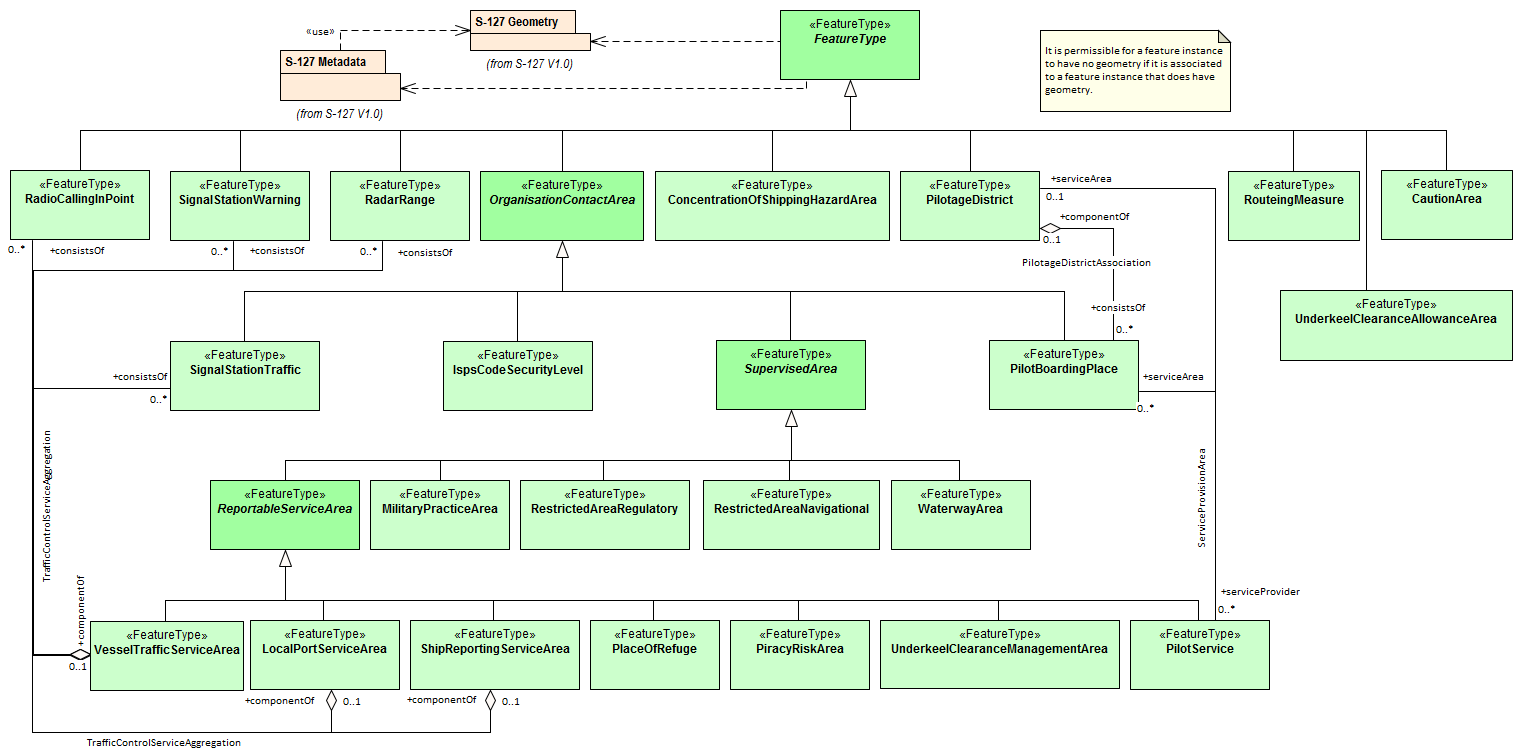 S-127 Geometry
«FeatureType»
FeatureType
«use»
It is permissible for a feature instance
to have no geometry if it is associated
to a feature instance that does have
geometry.
S-127 Metadata
(from S-127 V1.0)
(from S-127 V1.0)
«FeatureType»
RadioCallingInPoint
«FeatureType»
SignalStationWarning
«FeatureType»
RadarRange
«FeatureType»
OrganisationContactArea
«FeatureType»
ConcentrationOfShippingHazardArea
«FeatureType»
PilotageDistrict
+serviceArea
0..1
«FeatureType»
RouteingMeasure
«FeatureType»
CautionArea
+componentOf
0..1
0..*
+consistsOf
0..*
+consistsOf
0..*
+consistsOf
PilotageDistrictAssociation
«FeatureType»
UnderkeelClearanceAllowanceArea
+consistsOf
0..*
«FeatureType»
SignalStationTraffic
«FeatureType»
IspsCodeSecurityLevel
«FeatureType»
SupervisedArea
«FeatureType»
PilotBoardingPlace
+consistsOf
0..*
+serviceArea
0..*
TrafficControlServiceAggregation
ServiceProvisionArea
«FeatureType»
ReportableServiceArea
«FeatureType»
MilitaryPracticeArea
«FeatureType»
RestrictedAreaRegulatory
«FeatureType»
RestrictedAreaNavigational
«FeatureType»
WaterwayArea
+componentOf
0..1
+serviceProvider
0..*
«FeatureType»
VesselTrafficServiceArea
«FeatureType»
LocalPortServiceArea
«FeatureType»
ShipReportingServiceArea
«FeatureType»
PlaceOfRefuge
«FeatureType»
PiracyRiskArea
«FeatureType»
UnderkeelClearanceManagementArea
«FeatureType»
PilotService
+componentOf
0..1
+componentOf
0..1
TrafficControlServiceAggregation